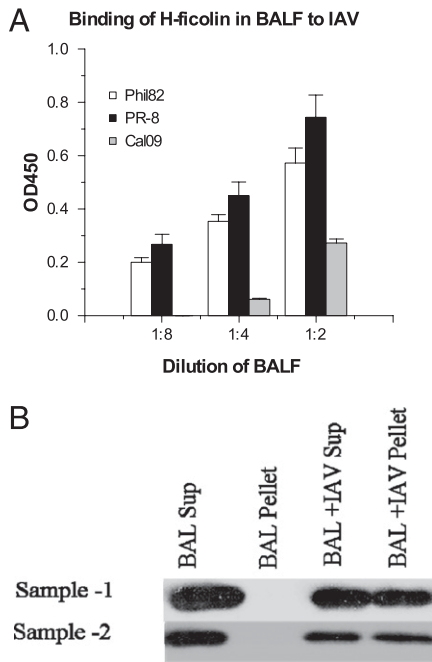 A
Binding of H-ficolin in BALF to IAV
1.0
0.8
0.6
0.4
0.2
0.0
OD450
Phil82
PR-8
Cal09
1:8
1:4
1:2
Dilution of BALF
B
BAL Sup
BAL Pellet
BAL +IAV Sup
BAL +IAV Pellet
Sample -1
Sample -2